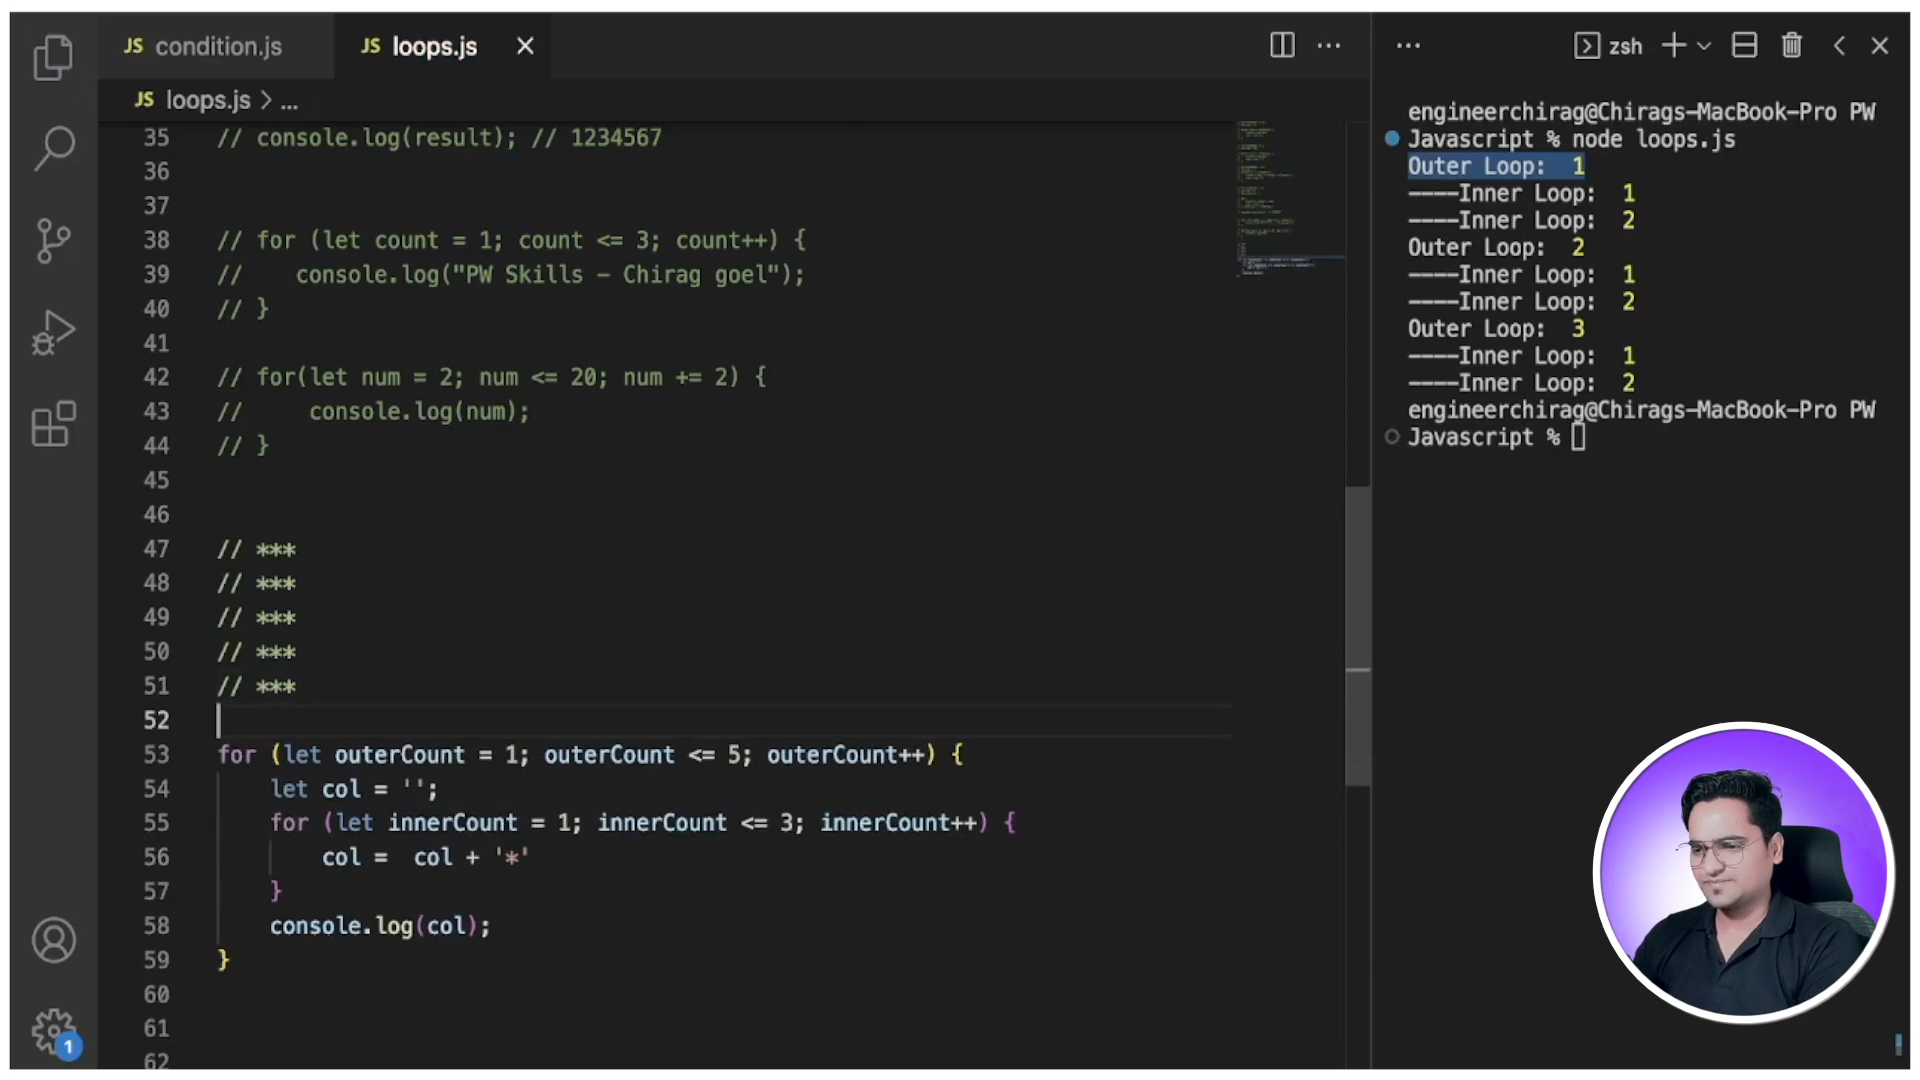 JS condition.js
JS loops.js
JS loops.js > ...
35 // console.log(result); // 1234567
36
37
38 // for (let count = 1; count <= 3; count++) {
39 //    console.log("PW Skills – Chirag goel");
40 // }
41
42 // for(let num = 2; num <= 20; num += 2) {
43 //     console.log(num);
44 // }
45
46
47 // ***
48 // ***
49 // ***
50 // ***
51 // ***
52
53 for (let outerCount = 1; outerCount <= 5; outerCount++) {
54     let col = '';
55     for (let innerCount = 1; innerCount <= 3; innerCount++) {
56         col =  col + '*'
57     }
58     console.log(col);
59 }
60
61
62
1
zsh
engineerchirag@Chirags-MacBook-Pro PW
Javascript % node loops.js
Outer Loop:  1
----Inner Loop:  1
----Inner Loop:  2
Outer Loop:  2
----Inner Loop:  1
----Inner Loop:  2
Outer Loop:  3
----Inner Loop:  1
----Inner Loop:  2
engineerchirag@Chirags-MacBook-Pro PW
Javascript %